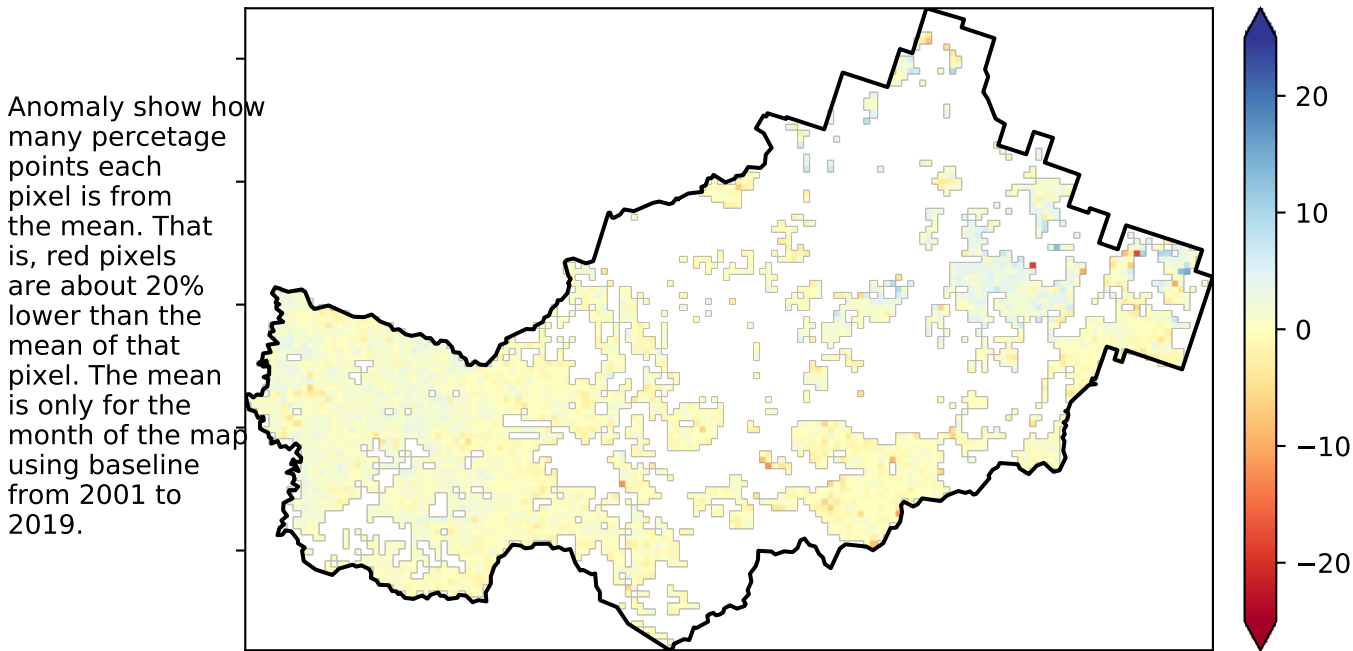 Anomaly show how
many percetage
points each
pixel is from
the mean. That
is, red pixels
are about 20%
lower than the
mean of that
pixel. The mean
is only for the
month of the map
using baseline
from 2001 to
2019.
20
10
0
−10
−20